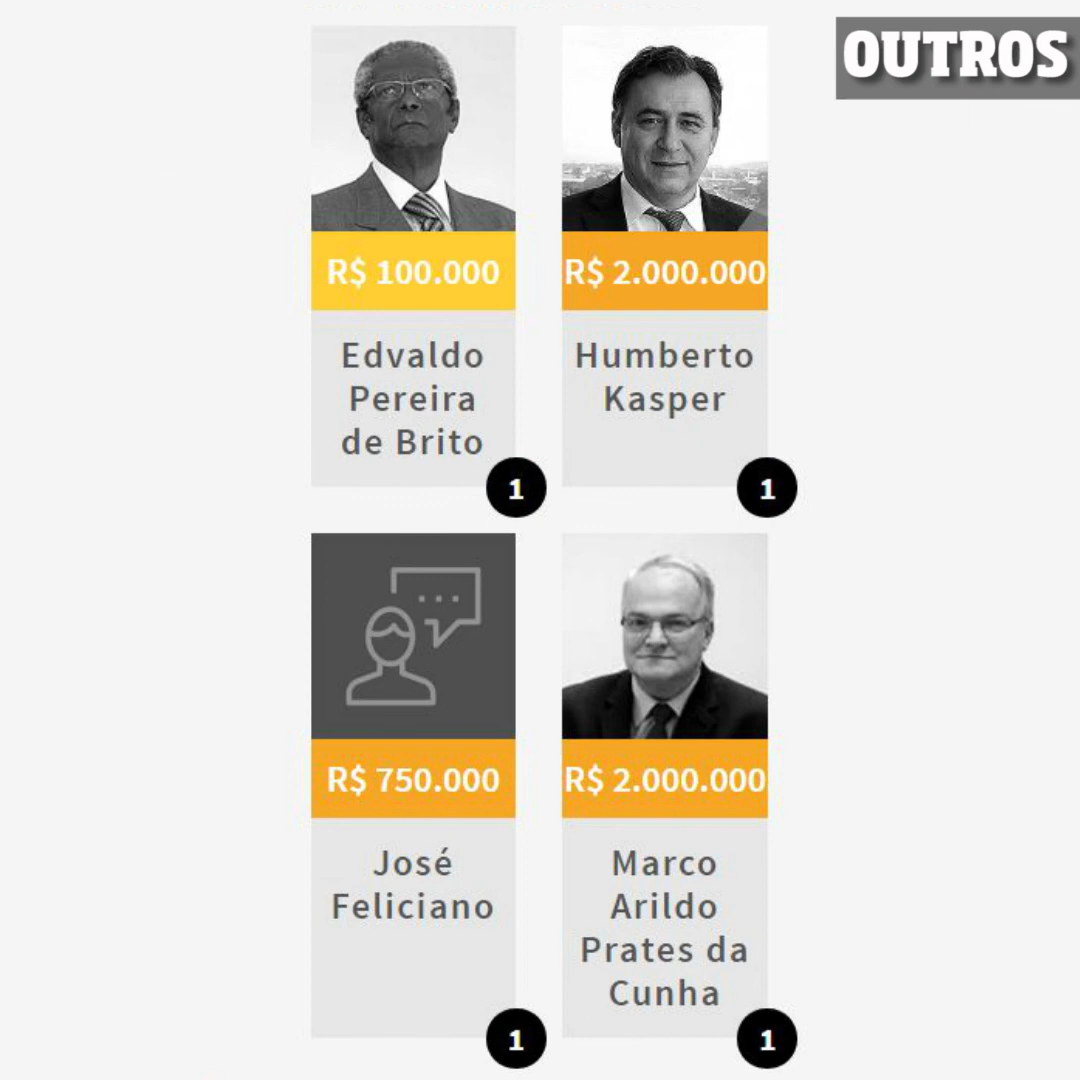 OUTROS
R$ 100.000
Edvaldo
Pereira
de Brito
1
R$ 2.000.000
Humberto
Kasper
1
R$ 750.000
José
Feliciano
1
R$ 2.000.000
Marco
Arildo
Prates da
Cunha
1